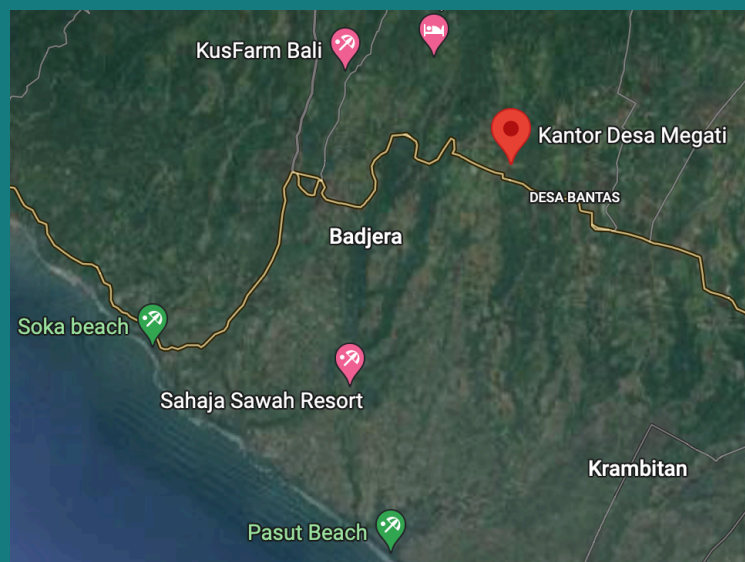 KusFarm Bali
Kantor Desa Megati
DESA BANTAS
Badjera
Soka beach
Sahaja Sawah Resort
Krambitan
Pasut Beach